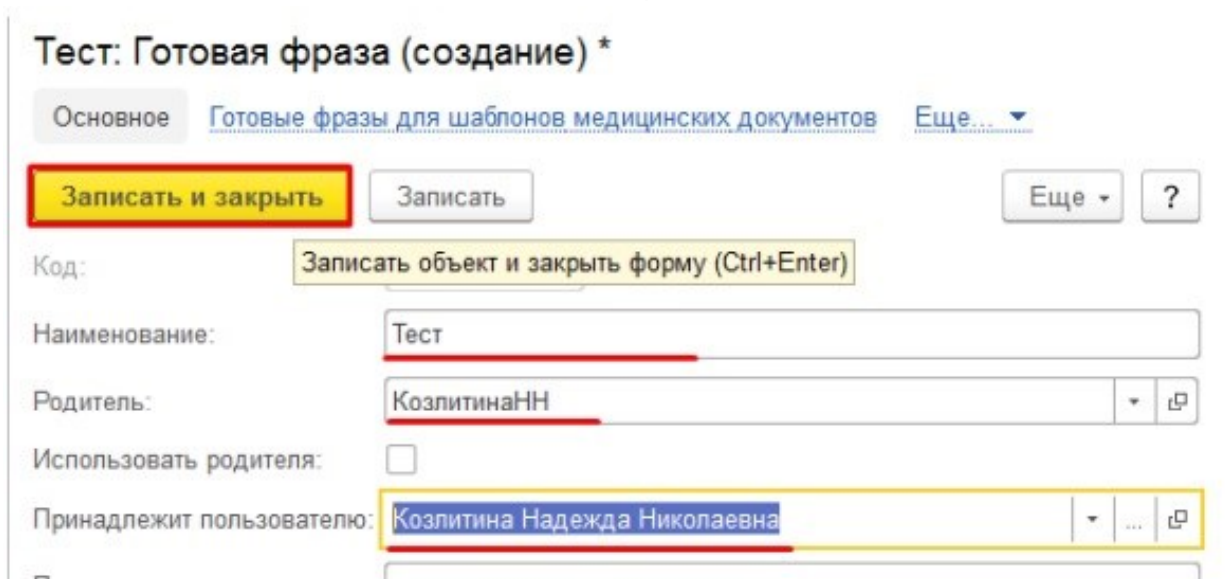 Тест: Готовая фраза (создание) *
Основное Готовые фразы для шаблонов медицинских документов Еще...
Записать и закрыть Записать Еще ?
Код: Записать объект и закрыть форму (Ctrl+Enter)
Наименование: Тест
Родитель: КозлитинаНН
Использовать родителя:
Принадлежит пользователю: Козлитина Надежда Николаевна ...